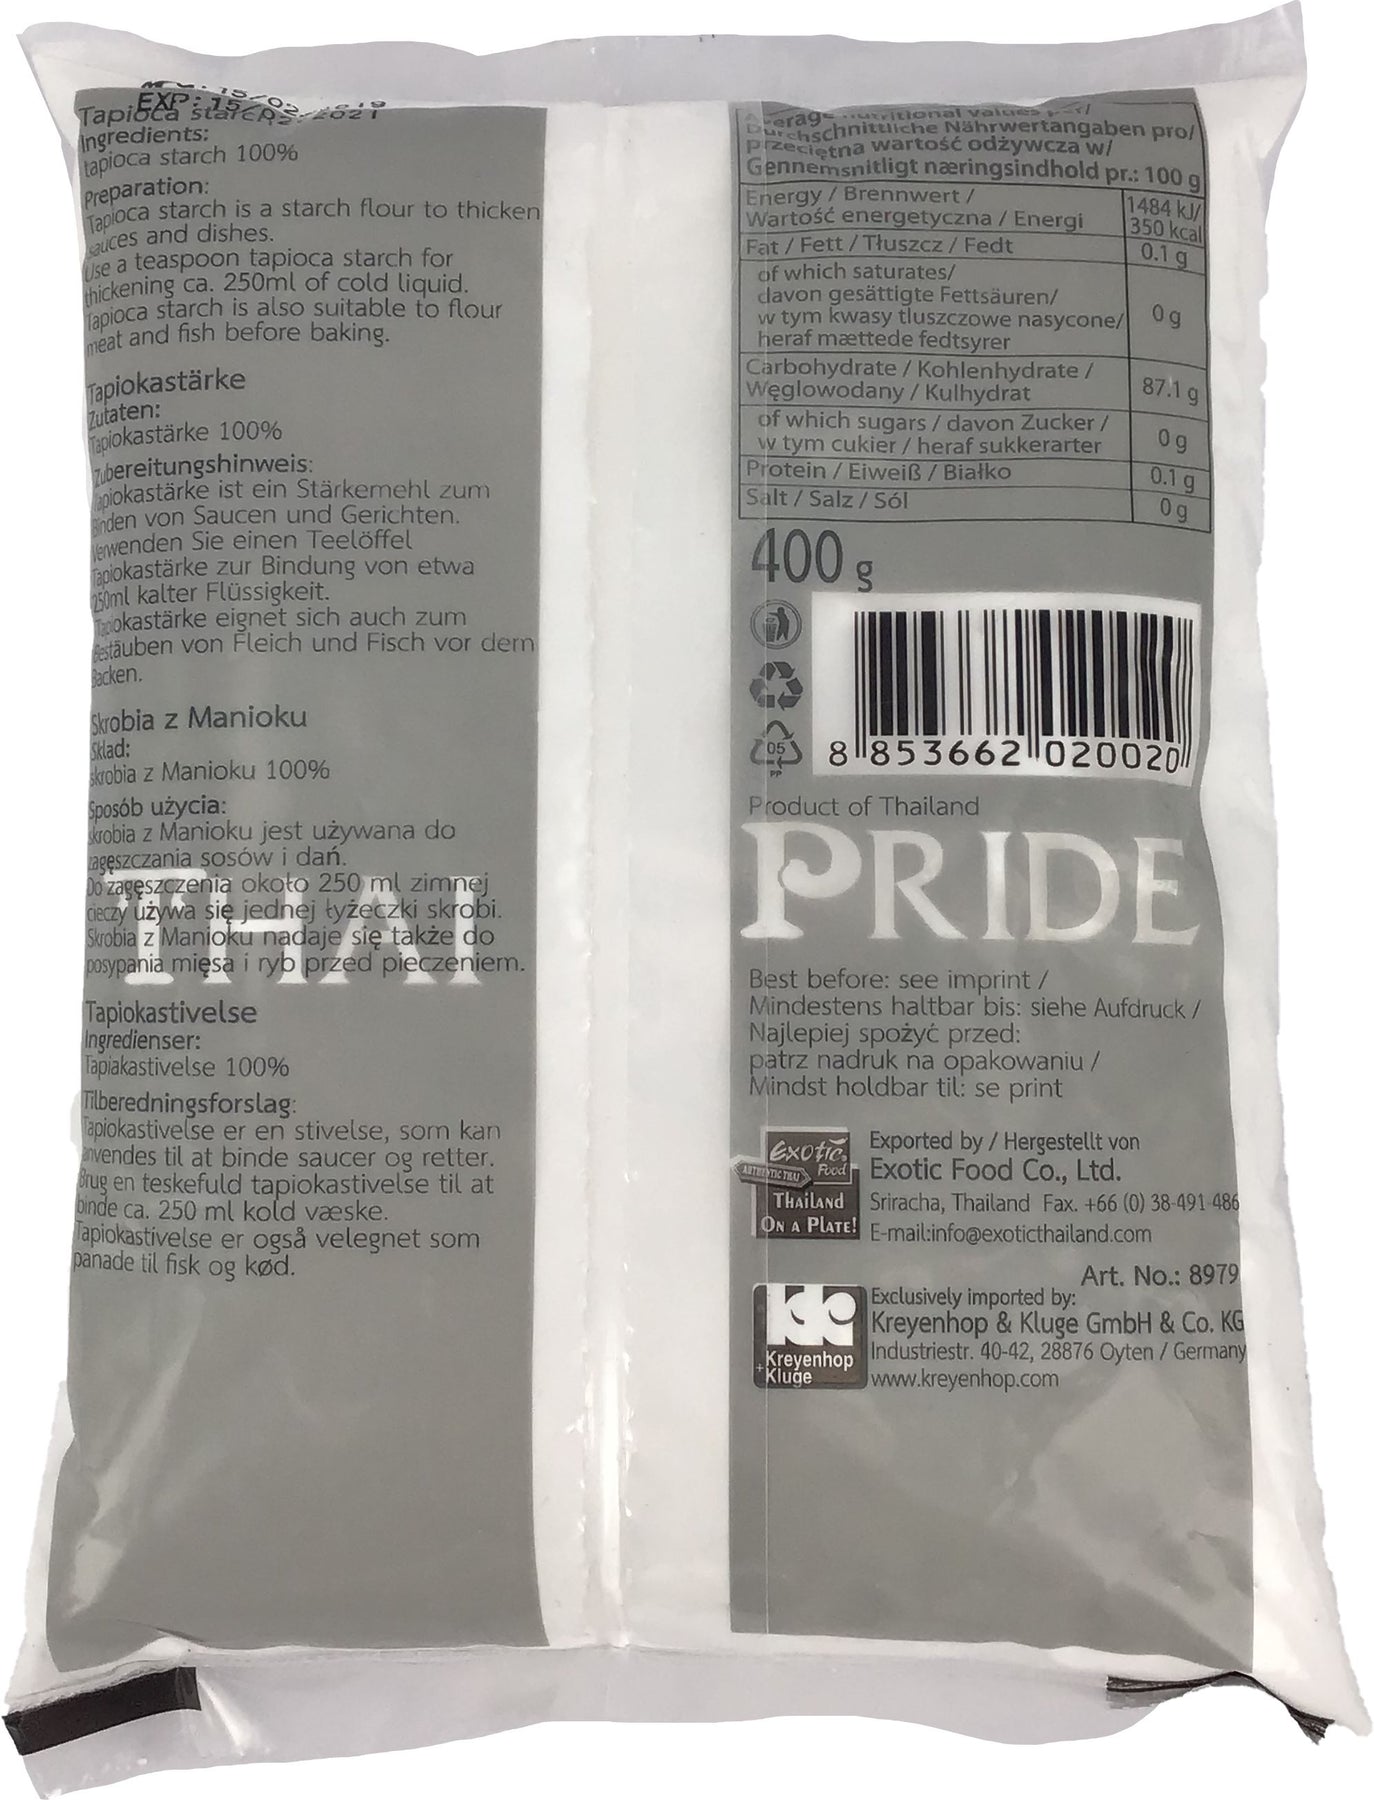 EXP: 15/02/2021
Tapioca starch
Ingredients:
tapioca starch 100%
Preparation:
Tapioca starch is a starch flour to thicken
sauces and dishes.
Use a teaspoon tapioca starch for
thickening ca. 250ml of cold liquid.
Tapioca starch is also suitable to flour
meat and fish before baking.
Tapiokastärke
Zutaten:
Tapiokastärke 100%
Zubereitungshinweis:
Tapiokastärke ist ein Stärkemehl zum
Binden von Saucen und Gerichten.
Verwenden Sie einen Teelöffel
Tapiokastärke zur Bindung von etwa
250ml kalter Flüssigkeit.
Tapiokastärke eignet sich auch zum
Bestäuben von Fleich und Fisch vor dem
Backen.
Skrobia z Manioku
Sklad:
skrobia z Manioku 100%
Sposób użycia:
skrobia z Manioku jest używana do
zagęszczania sosów i dań.
Do zagęszczenia około 250 ml zimnej
cieczy używa się jednej łyżeczki skrobi.
Skrobia z Manioku nadaje się także do
posypania mięsa i ryb przed pieczeniem.
THAI
Tapiokastivelse
Ingredienser:
Tapiakastivelse 100%
Tilberedningsforslag:
Tapiokastivelse er en stivelse, som kan
anvendes til at binde saucer og retter.
Brug en teskefuld tapiokastivelse til at
binde ca. 250 ml kold væske.
Tapiokastivelse er også velegnet som
panade til fisk og kød.
Average nutritional values per/
Durchschnittliche Nährwertangaben pro/
przeciętna wartość odżywcza w/
Gennemsnitligt næringsindhold pr.: 100 g
Energy / Brennwert / 1484 kJ/
Wartość energetyczna / Energi 350 kcal
Fat / Fett / Tłuszcz / Fedt 0.1 g
of which saturates/
davon gesättigte Fettsäuren/
w tym kwasy tluszczowe nasycone/ 0 g
heraf mættede fedtsyrer
Carbohydrate / Kohlenhydrate /
Węglowodany / Kulhydrat 87.1 g
of which sugars / davon Zucker /
w tym cukier / heraf sukkerarter 0 g
Protein / Eiweiß / Białko 0.1 g
Salt / Salz / Sól 0 g
400 g
05
PP
8 853662 020020
Product of Thailand
PRIDE
Best before: see imprint /
Mindestens haltbar bis: siehe Aufdruck /
Najlepiej spożyć przed:
patrz nadruk na opakowaniu /
Mindst holdbar til: se print
Exotic Food
AUTHENTIC THAI
THAILAND
ON A PLATE!
Exported by / Hergestellt von
Exotic Food Co., Ltd.
Sriracha, Thailand Fax. +66 (0) 38-491 486
E-mail:info@exoticthailand.com
Art. No.: 8979
Kreyenhop
+Kluge
Exclusively imported by:
Kreyenhop & Kluge GmbH & Co. KG
Industriestr. 40-42, 28876 Oyten / Germany
www.kreyenhop.com